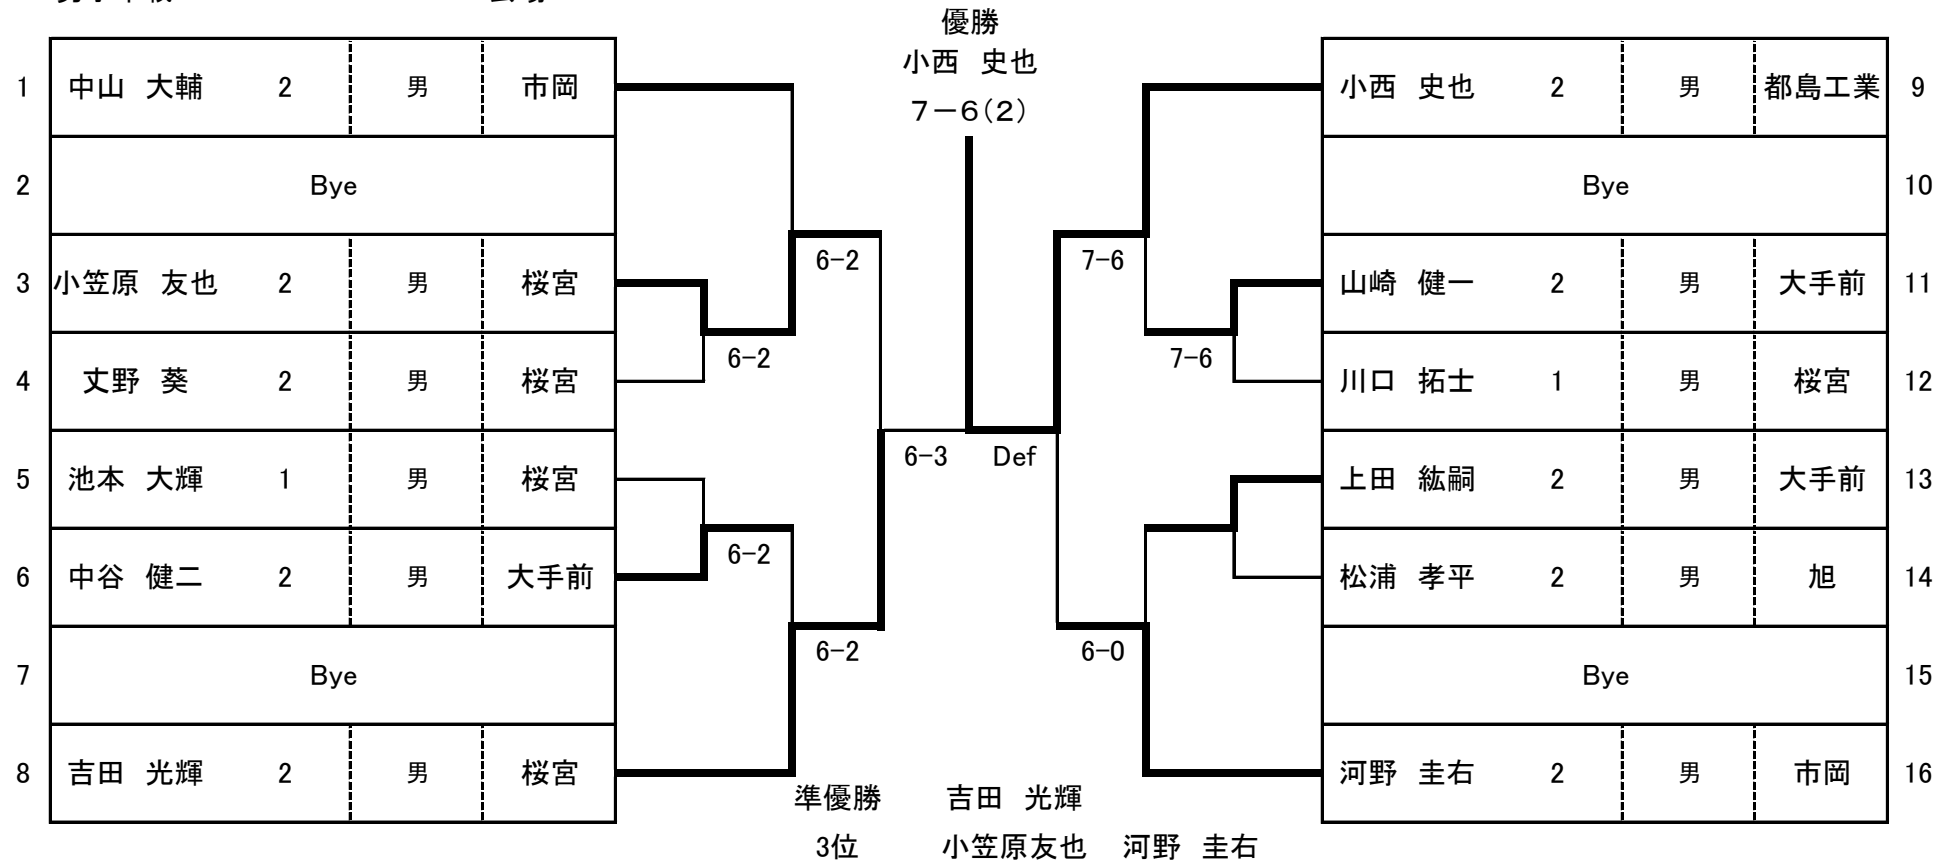 優勝
小西 史也
7－6(2)
1 中山 大輔 2 男 市岡
2 Bye
3 小笠原 友也 2 男 桜宮
4 丈野 葵 2 男 桜宮
5 池本 大輝 1 男 桜宮
6 中谷 健二 2 男 大手前
7 Bye
8 吉田 光輝 2 男 桜宮
6-2
6-2
6-2
6-2
6-3 Def
7-6
7-6
6-0
小西 史也 2 男 都島工業 9
Bye 10
山崎 健一 2 男 大手前 11
川口 拓士 1 男 桜宮 12
上田 紘嗣 2 男 大手前 13
松浦 孝平 2 男 旭 14
Bye 15
河野 圭右 2 男 市岡 16
準優勝 吉田 光輝
3位 小笠原友也 河野 圭右